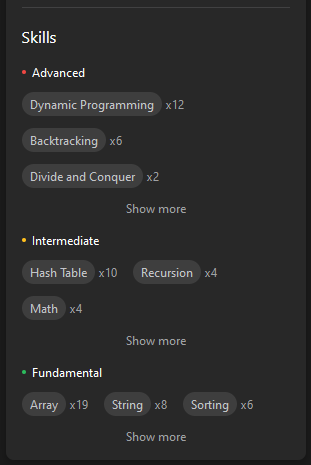 Skills
Advanced
Dynamic Programming x12
Backtracking x6
Divide and Conquer x2
Show more
Intermediate
Hash Table x10 Recursion x4
Math x4
Show more
Fundamental
Array x19 String x8 Sorting x6
Show more